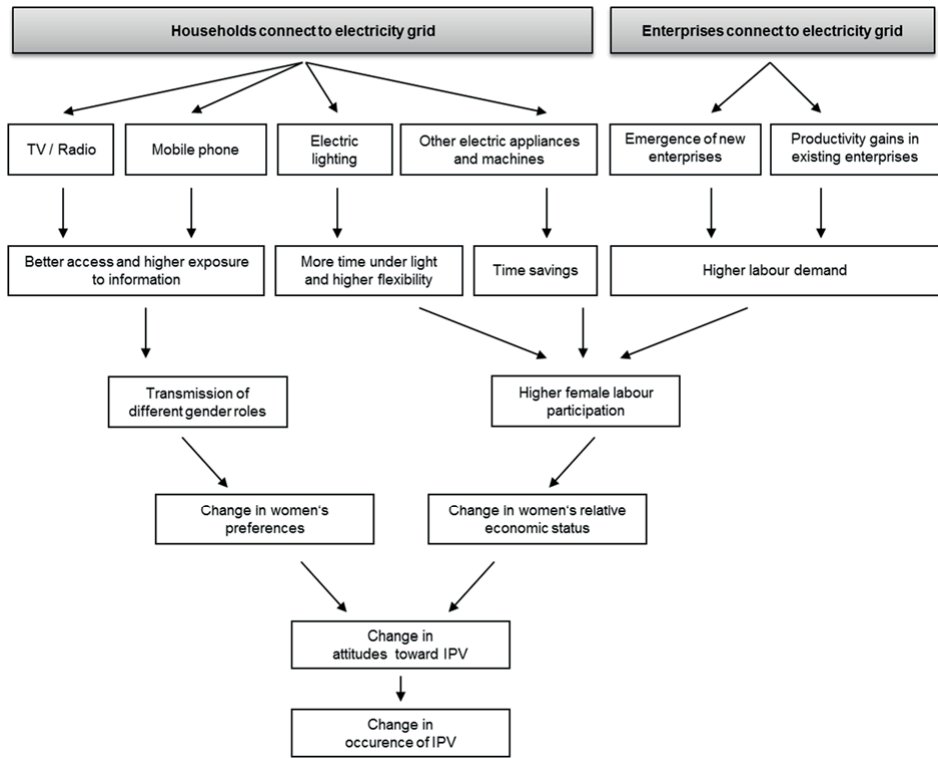 Households connect to electricity grid
Enterprises connect to electricity grid
TV / Radio
Mobile phone
Electric
lighting
Other electric appliances
and machines
Emergence of new
enterprises
Productivity gains in
existing enterprises
Better access and higher exposure
to information
More time under light
and higher flexibility
Time savings
Higher labour demand
Transmission of
different gender roles
Higher female labour
participation
Change in women‘s
preferences
Change in women‘s relative
economic status
Change in
attitudes toward IPV
Change in
occurence of IPV